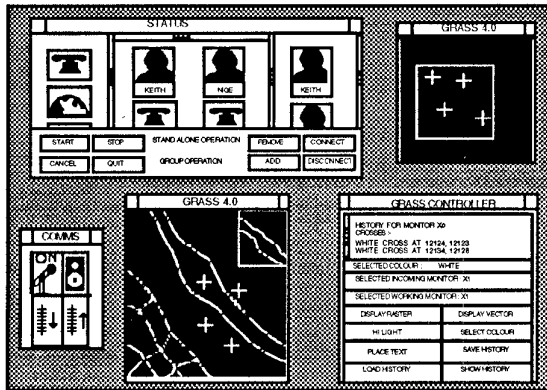 STATUS
KEITH
NIGE
KEITH
START
STOP
STAND ALONE OPERATION
REMOVE
CONNECT
CANCEL
QUIT
GROUP OPERATION
ADD
DISCONNECT
GRASS 4.0
COMMS
ON
GRASS 4.0
GRASS CONTROLLER
HISTORY FOR MONITOR X0
CROSSES :-
WHITE CROSS AT 12124, 12123
WHITE CROSS AT 12134, 12128
SELECTED COLOUR : WHITE
SELECTED INCOMING MONITOR : X1
SELECTED WORKING MONITOR : X1
DISPLAY RASTER
DISPLAY VECTOR
HI LIGHT
SELECT COLOUR
PLACE TEXT
SAVE HISTORY
LOAD HISTORY
SHOW HISTORY